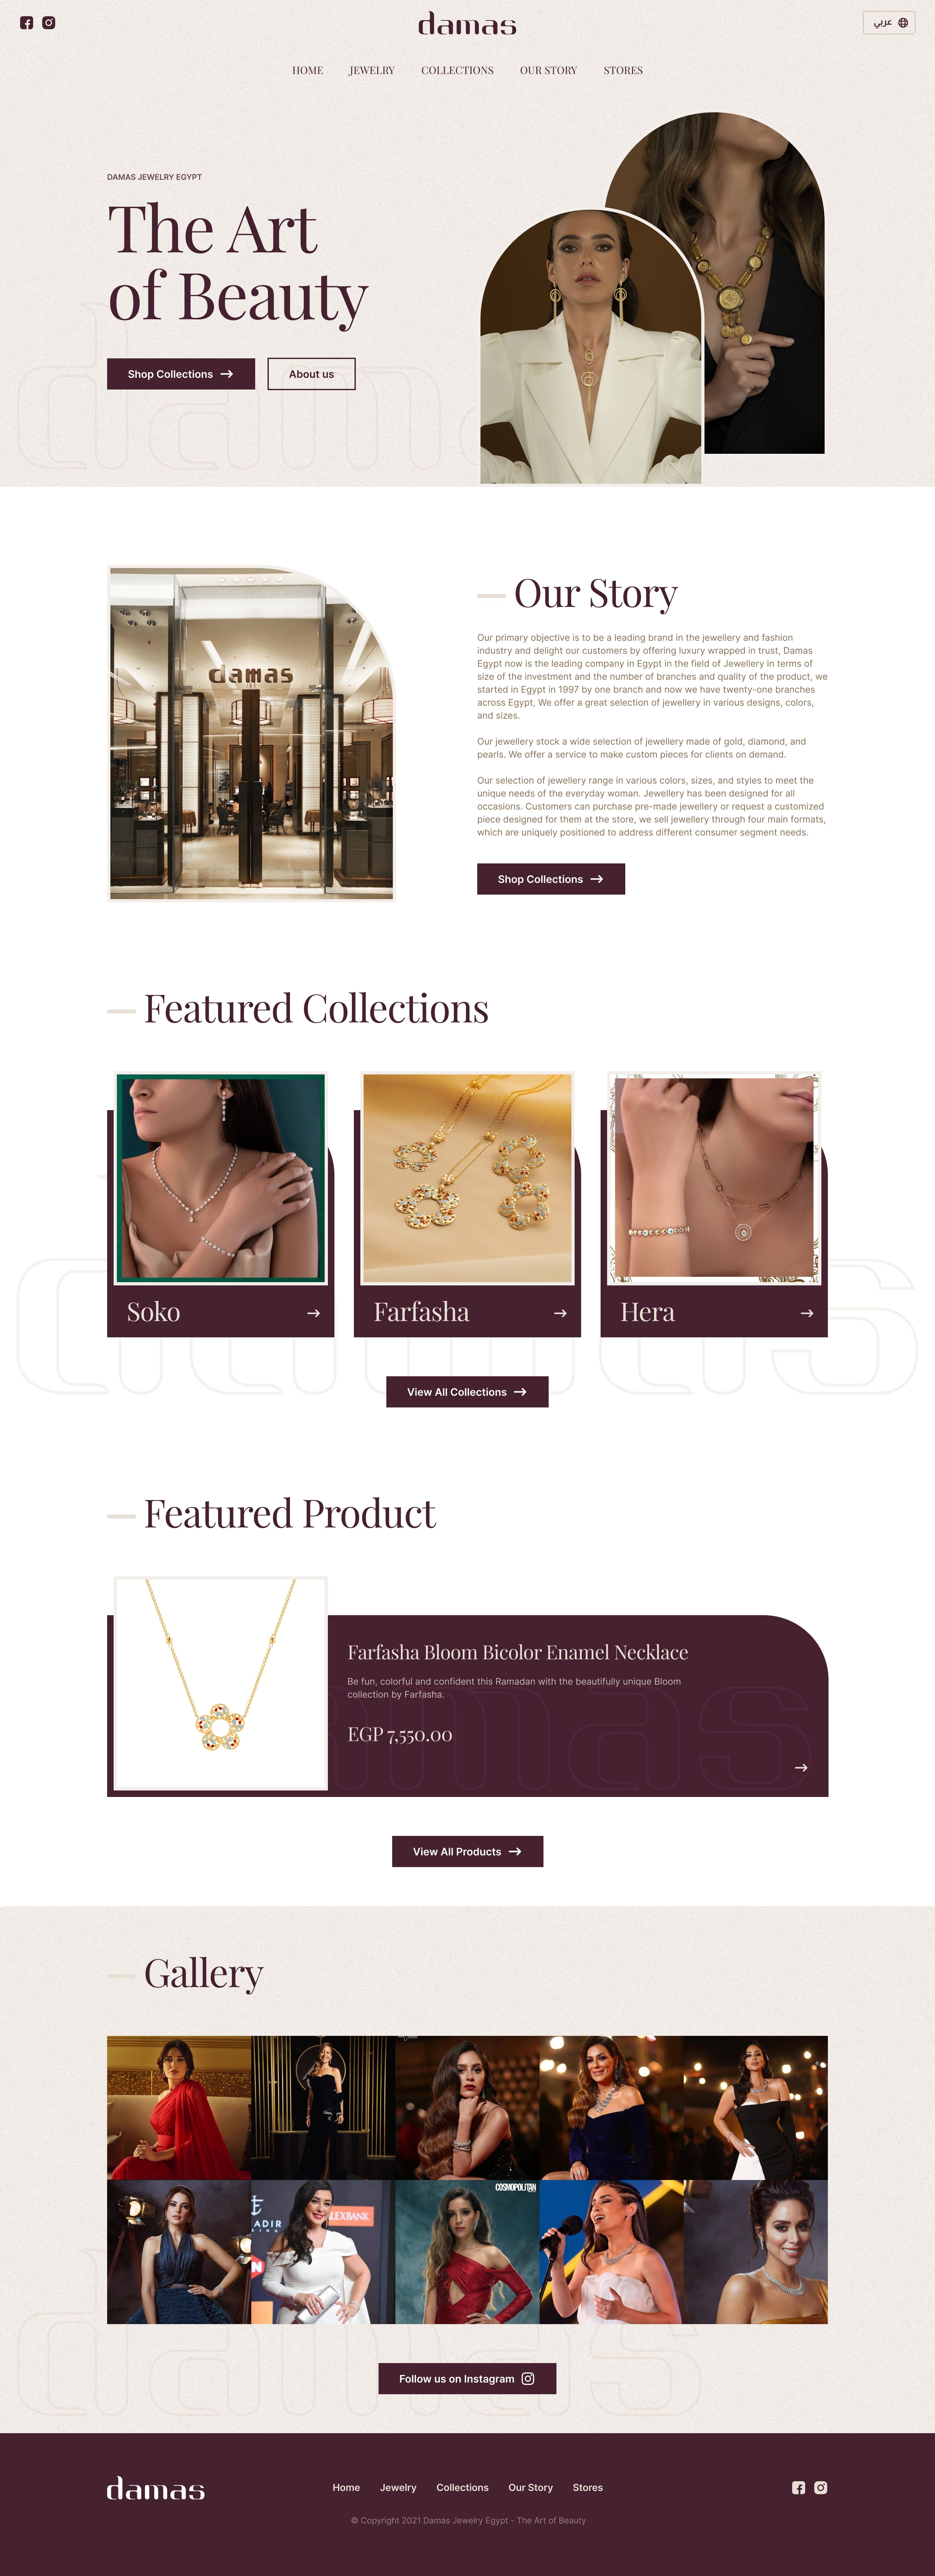 damas
عربي
HOME JEWELRY COLLECTIONS OUR STORY STORES
DAMAS JEWELRY EGYPT
The Art
of Beauty
Shop Collections
About us
damas
Our Story
Our primary objective is to be a leading brand in the jewellery and fashion
industry and delight our customers by offering luxury wrapped in trust, Damas
Egypt now is the leading company in Egypt in the field of Jewellery in terms of
size of the investment and the number of branches and quality of the product, we
started in Egypt in 1997 by one branch and now we have twenty-one branches
across Egypt, We offer a great selection of jewellery in various designs, colors,
and sizes.
Our jewellery stock a wide selection of jewellery made of gold, diamond, and
pearls. We offer a service to make custom pieces for clients on demand.
Our selection of jewellery range in various colors, sizes, and styles to meet the
unique needs of the everyday woman. Jewellery has been designed for all
occasions. Customers can purchase pre-made jewellery or request a customized
piece designed for them at the store, we sell jewellery through four main formats,
which are uniquely positioned to address different consumer segment needs.
Shop Collections
Featured Collections
Soko
Farfasha
Hera
damas
View All Collections
Featured Product
Farfasha Bloom Bicolor Enamel Necklace
Be fun, colorful and confident this Ramadan with the beautifully unique Bloom
collection by Farfasha.
EGP 7,550.00
View All Products
Gallery
COSMOPOLITAN
damas
Follow us on Instagram
damas
Home Jewelry Collections Our Story Stores
© Copyright 2021 Damas Jewelry Egypt - The Art of Beauty